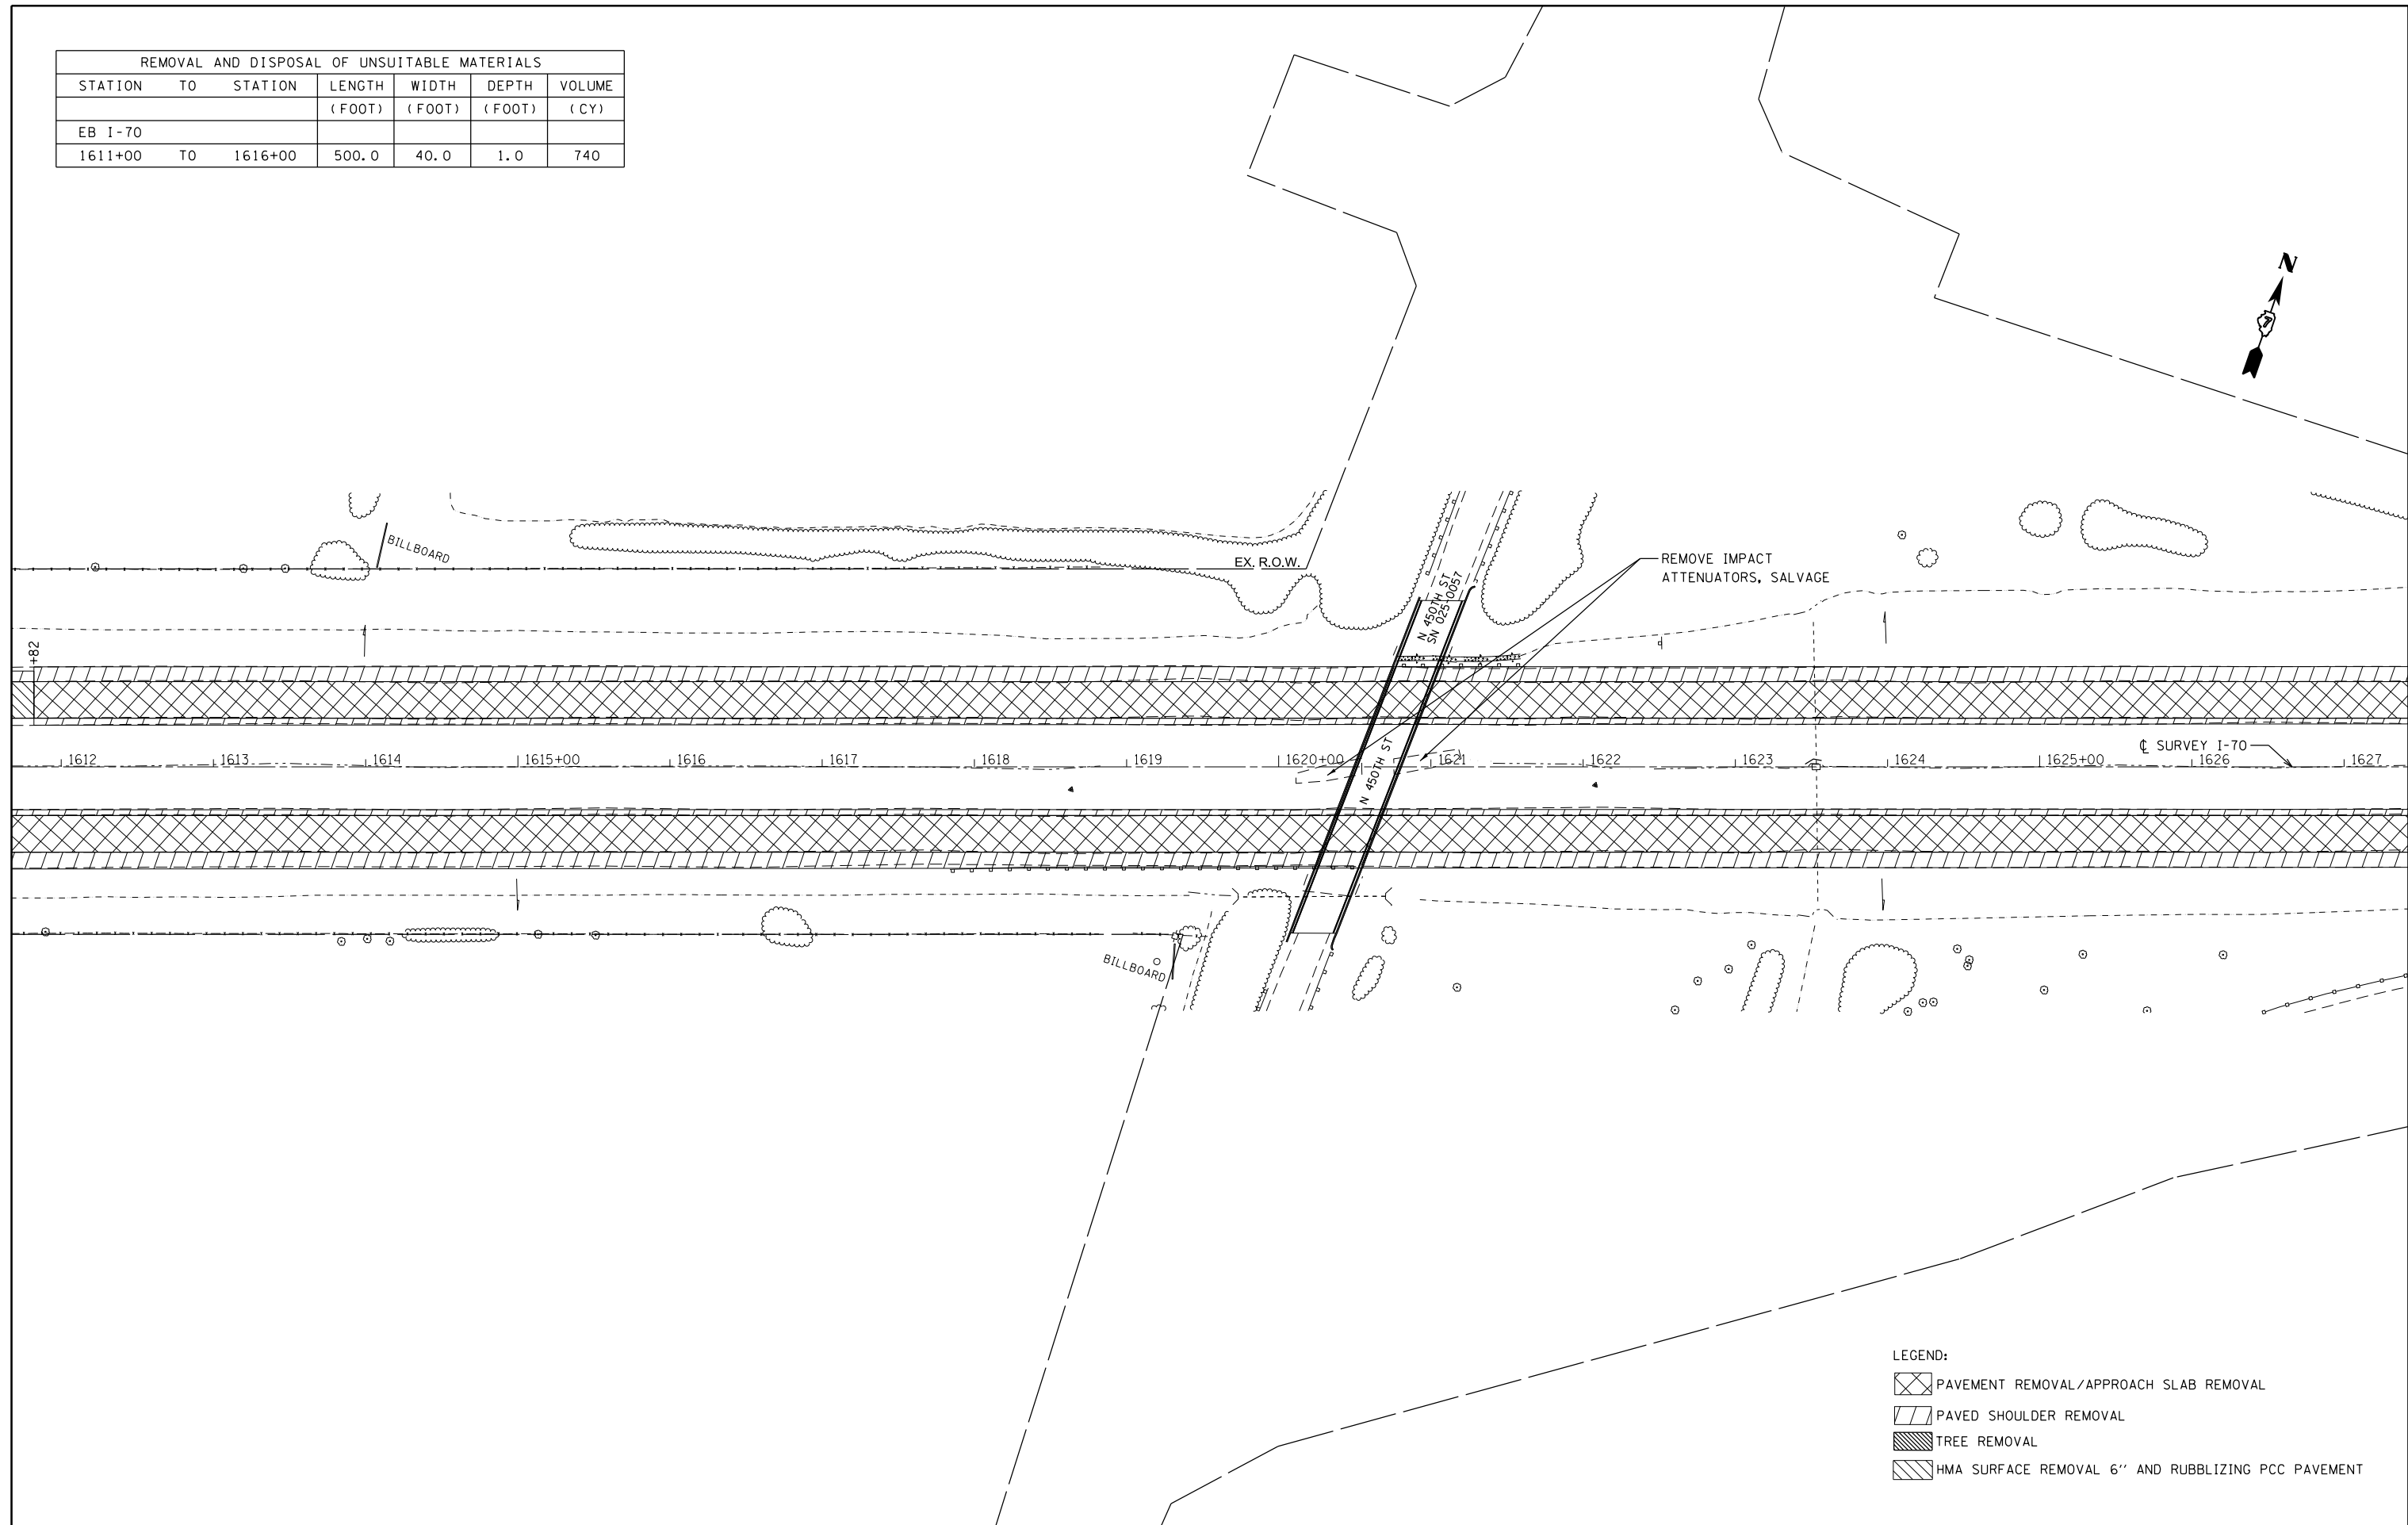 REMOVAL AND DISPOSAL OF UNSUITABLE MATERIALS
STATION TO STATION LENGTH WIDTH DEPTH VOLUME
(FOOT) (FOOT) (FOOT) (CY)
EB I-70
1611+00 TO 1616+00 500.0 40.0 1.0 740
N
7
BILLBOARD
EX. R.O.W.
REMOVE IMPACT
ATTENUATORS, SALVAGE
N 450TH ST
SN 025-0057
+82
N 450TH ST
℄ SURVEY I-70
1612 1613 1614 1615+00 1616 1617 1618 1619 1620+00 1621 1622 1623 1624 1625+00 1626 1627
BILLBOARD
LEGEND:
PAVEMENT REMOVAL/APPROACH SLAB REMOVAL
PAVED SHOULDER REMOVAL
TREE REMOVAL
HMA SURFACE REMOVAL 6'' AND RUBBLIZING PCC PAVEMENT